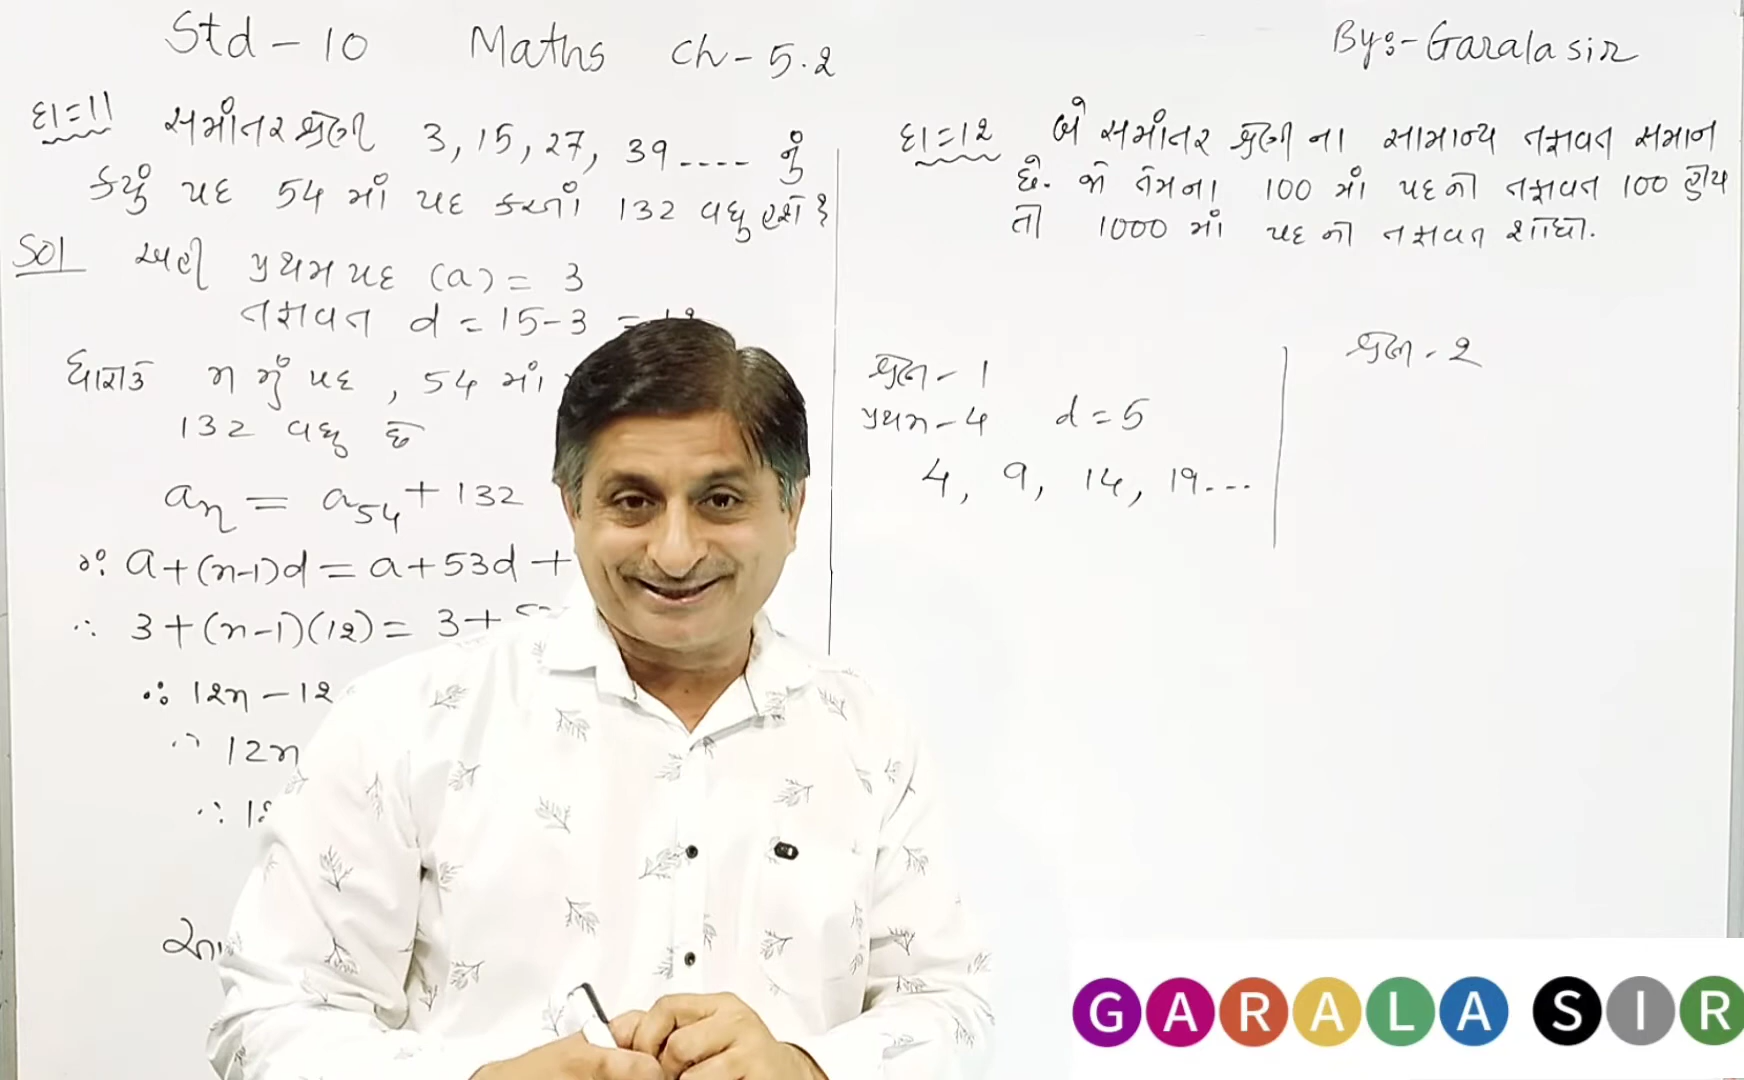 Std - 10 Maths Ch - 5.2
By:- Garala sir
દા=11 સમાંતર શ્રેણી 3, 15, 27, 39 .... નું
કયું પદ 54 માં પદ કરતાં 132 વધુ હશે?
Sol અહીં પ્રથમ પદ (a) = 3
તફાવત d = 15-3 =
ધારોકે n મું પદ , 54 માં
132 વધુ છે
an = a54 + 132
∴ a+(n-1)d = a+53d +
∴ 3+(n-1)(12) = 3+
∴ 12n - 12
∴ 12n
દા=12 બે સમાંતર શ્રેણી ના સામાન્ય તફાવત સમાન
છે. જો તેમના 100 માં પદ નો તફાવત 100 હોય
તો 1000 માં પદ નો તફાવત શોધો.
શ્રેણી - 1
પ્રથમ - 4 d = 5
4, 9, 14, 19...
શ્રેણી - 2
GARALA SIR